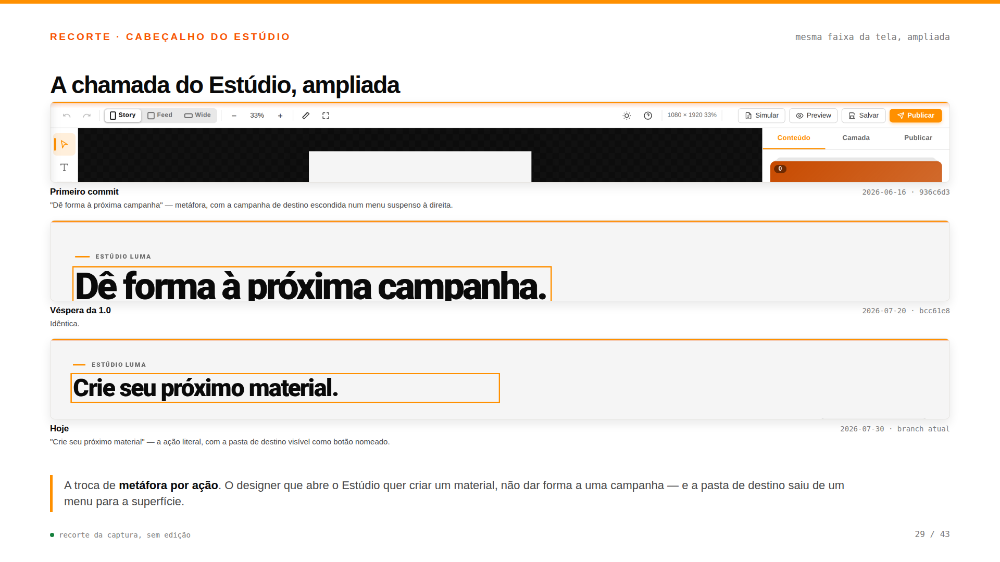 RECORTE · CABEÇALHO DO ESTÚDIO
mesma faixa da tela, ampliada
A chamada do Estúdio, ampliada
Story Feed Wide − 33% + 1080 × 1920 33% Simular Preview Salvar Publicar
Conteúdo Camada Publicar
0
Primeiro commit
2026-06-16 · 936c6d3
"Dê forma à próxima campanha" — metáfora, com a campanha de destino escondida num menu suspenso à direita.
ESTÚDIO LUMA
Dê forma à próxima campanha.
Véspera da 1.0
2026-07-20 · bcc61e8
Idêntica.
ESTÚDIO LUMA
Crie seu próximo material.
Hoje
2026-07-30 · branch atual
"Crie seu próximo material" — a ação literal, com a pasta de destino visível como botão nomeado.
A troca de metáfora por ação. O designer que abre o Estúdio quer criar um material, não dar forma a uma campanha — e a pasta de destino saiu de um
menu para a superfície.
recorte da captura, sem edição
29 / 43